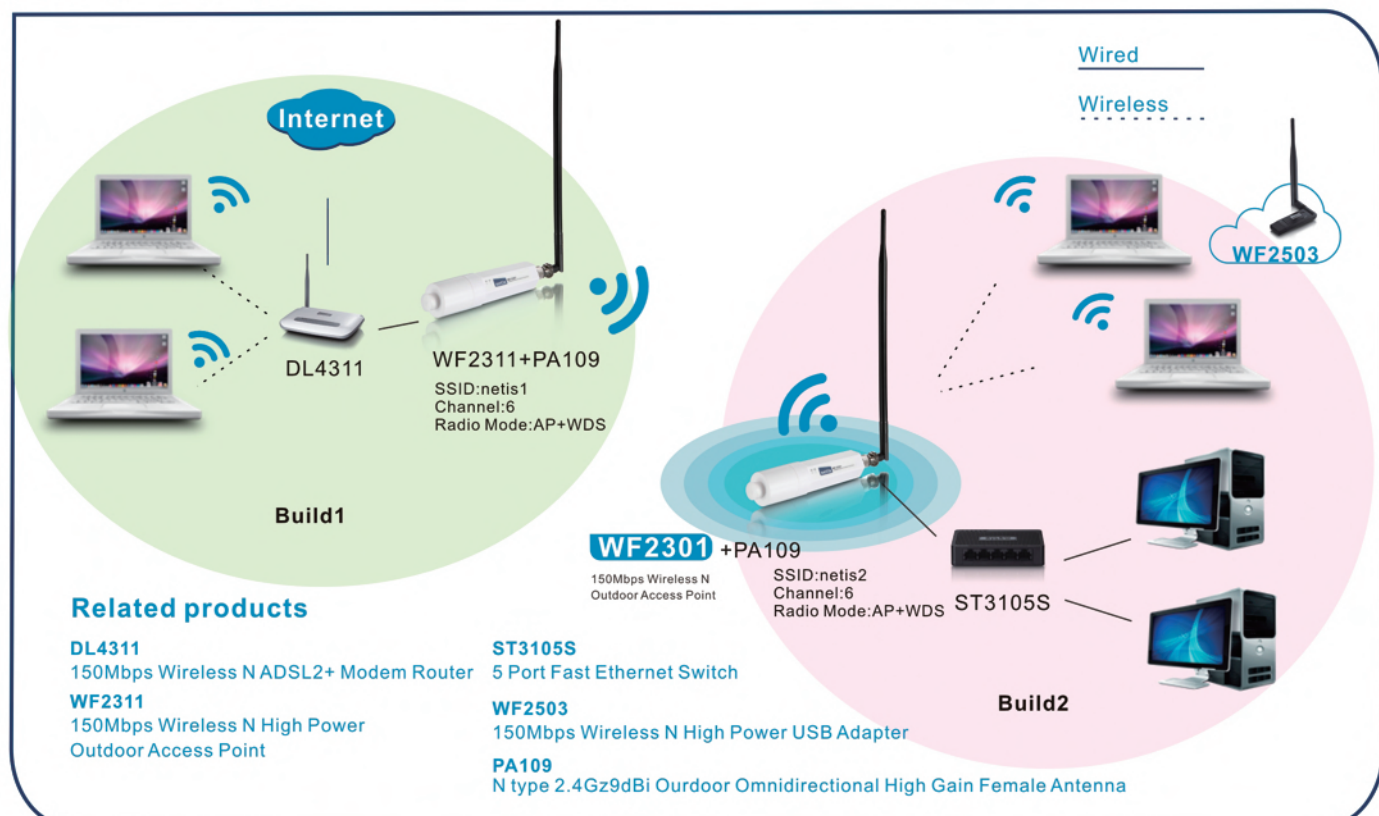 Internet
Wired
Wireless
WF2503
DL4311
WF2311+PA109
SSID:netis1
Channel:6
Radio Mode:AP+WDS
Build1
WF2301 +PA109
150Mbps Wireless N
Outdoor Access Point
SSID:netis2
Channel:6
Radio Mode:AP+WDS
ST3105S
Build2
Related products
DL4311
150Mbps Wireless N ADSL2+ Modem Router
WF2311
150Mbps Wireless N High Power
Outdoor Access Point
ST3105S
5 Port Fast Ethernet Switch
WF2503
150Mbps Wireless N High Power USB Adapter
PA109
N type 2.4Gz9dBi Ourdoor Omnidirectional High Gain Female Antenna